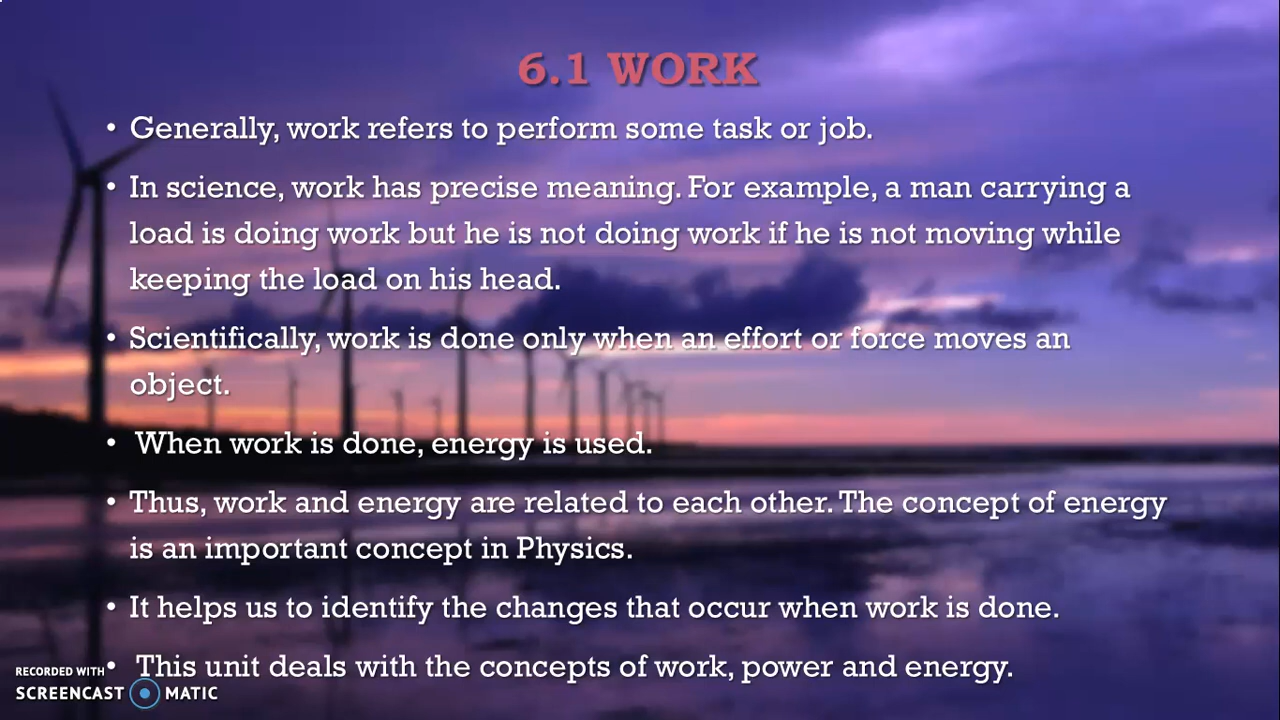 6.1 WORK
• Generally, work refers to perform some task or job.
• In science, work has precise meaning. For example, a man carrying a
load is doing work but he is not doing work if he is not moving while
keeping the load on his head.
• Scientifically, work is done only when an effort or force moves an
object.
• When work is done, energy is used.
• Thus, work and energy are related to each other. The concept of energy
is an important concept in Physics.
• It helps us to identify the changes that occur when work is done.
• This unit deals with the concepts of work, power and energy.
RECORDED WITH
SCREENCAST MATIC